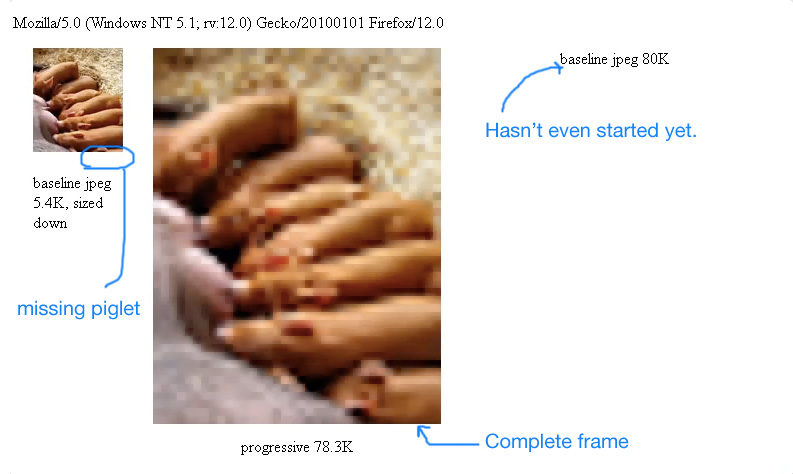 Mozilla/5.0 (Windows NT 5.1; rv:12.0) Gecko/20100101 Firefox/12.0
baseline jpeg 80K
Hasn't even started yet.
baseline jpeg
5.4K, sized
down
missing piglet
progressive 78.3K
Complete frame